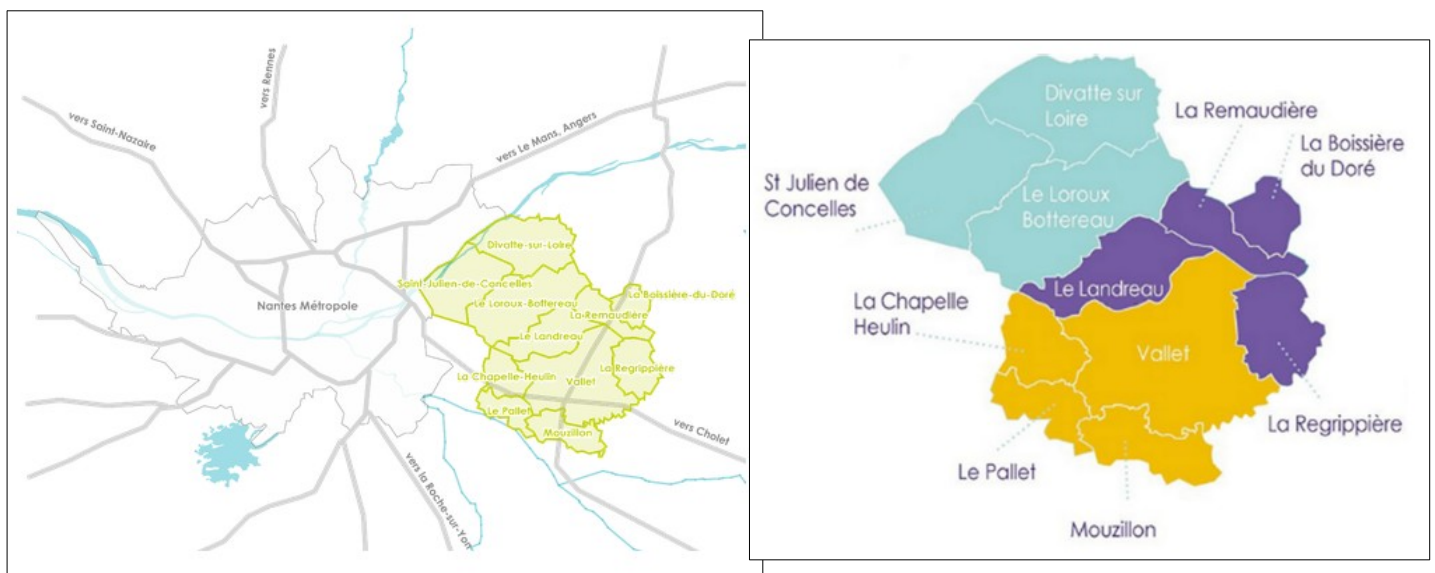 vers Rennes
vers Saint-Nazaire
vers Le Mans, Angers
Divatte-sur-Loire
Saint-Julien-de-Concelles
La Boissière-du-Doré
Nantes Métropole
Le Loroux-Bottereau
La-Remaudière
Le Landreau
La Regrippière
La Chapelle-Heulin
Vallet
Le Pallet
Mouzillon
vers Cholet
vers la Roche-sur-Yon
Divatte sur
Loire
La Remaudière
La Boissière
du Doré
St Julien de
Concelles
Le Loroux
Bottereau
Le Landreau
La Chapelle
Heulin
Vallet
La Regrippière
Le Pallet
Mouzillon